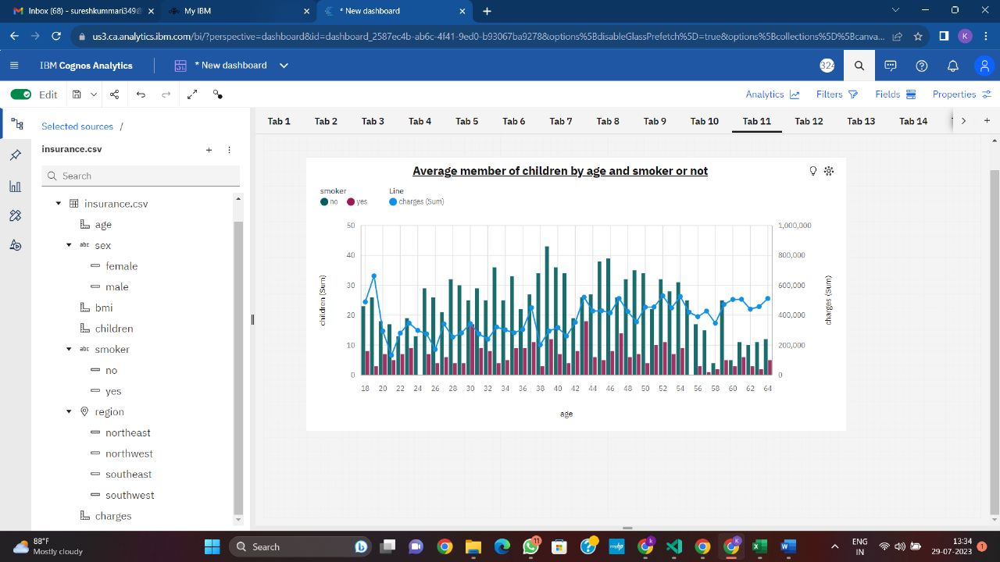 Inbox (68) - sureshkummari349@
My IBM
* New dashboard
us3.ca.analytics.ibm.com/bi/?perspective=dashboard&id=dashboard_2587ec4b-ab6c-4f41-9ed0-b93067ba9278&options%5BdisableGlassPrefetch%5D=true&options%5Bcollections%5D%5Bcanva...
K
IBM Cognos Analytics
* New dashboard
Edit
Analytics
Filters
Fields
Properties
Selected sources /
insurance.csv
Search
insurance.csv
age
abc sex
female
male
bmi
children
abc smoker
no
yes
region
northeast
northwest
southeast
southwest
charges
Tab 1 Tab 2 Tab 3 Tab 4 Tab 5 Tab 6 Tab 7 Tab 8 Tab 9 Tab 10 Tab 11 Tab 12 Tab 13 Tab 14
Average member of children by age and smoker or not
smoker Line
no yes charges (Sum)
children (Sum)
50
40
30
20
10
0
1,000,000
800,000
600,000
400,000
200,000
0
charges (Sum)
18 20 22 24 26 28 30 32 34 36 38 40 42 44 46 48 50 52 54 56 58 60 62 64
age
88°F
Mostly cloudy
Search
11
ENG
IN
13:34
29-07-2023
1